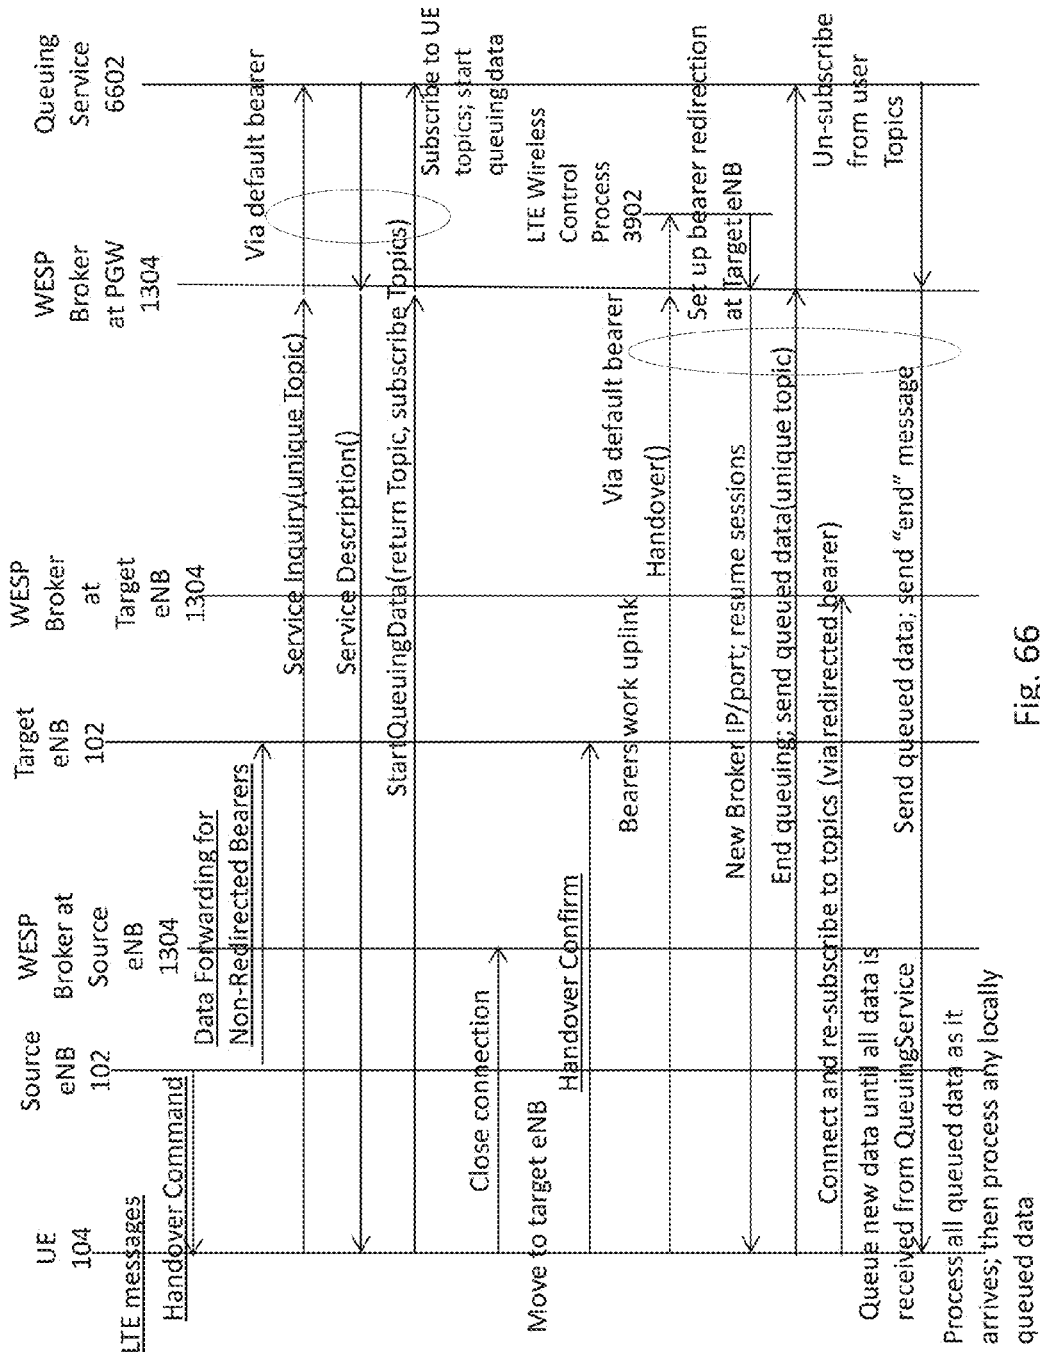 UE
104
Source
eNB
102
WESP
Broker at
Source
eNB
1304
Target
eNB
102
WESP
Broker
at
Target
eNB
1304
WESP
Broker
at PGW
1304
Queuing
Service
6602
LTE messages
Handover Command
Data Forwarding for
Non-Redirected Bearers
Via default bearer
Service Inquiry(unique Topic)
Service Description()
StartQueuingData(return Topic, subscribe Topics)
Subscribe to UE
topics; start
queuing data
Close connection
Move to target eNB
LTE Wireless
Control
Process
3902
Handover Confirm
Bearers work uplink
Via default bearer
Handover()
Set up bearer redirection
at Target eNB
New Broker IP/port; resume sessions
End queuing; send queued data(unique topic)
Un-subscribe
from user
Topics
Connect and re-subscribe to topics (via redirected bearer)
Queue new data until all data is
received from QueuingService
Send queued data; send "end" message
Process all queued data as it
arrives; then process any locally
queued data
Fig. 66